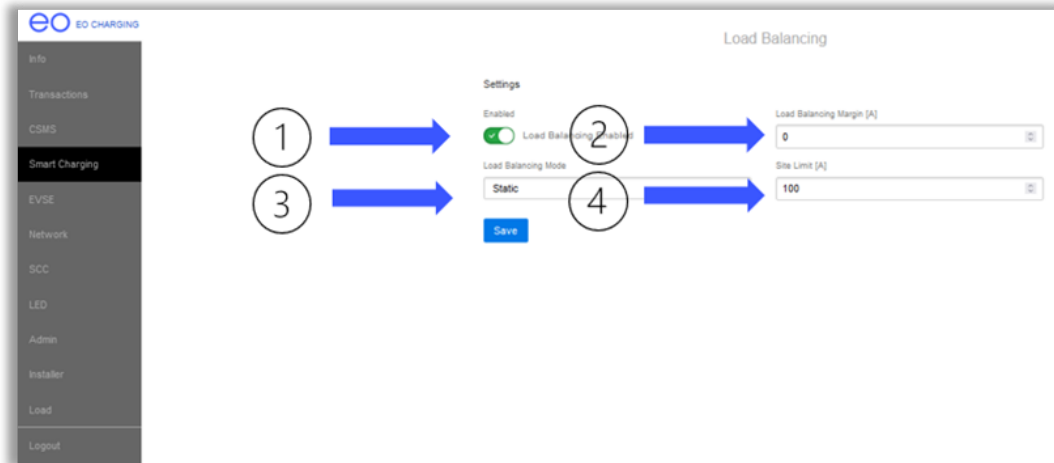 eo EO CHARGING
Info
Transactions
CSMS
Smart Charging
EVSE
Network
SCC
LED
Admin
Installer
Load
Logout
Load Balancing
Settings
Enabled
Load Balancing Enabled
Load Balancing Margin [A]
0
Load Balancing Mode
Static
Site Limit [A]
100
Save
1
2
3
4